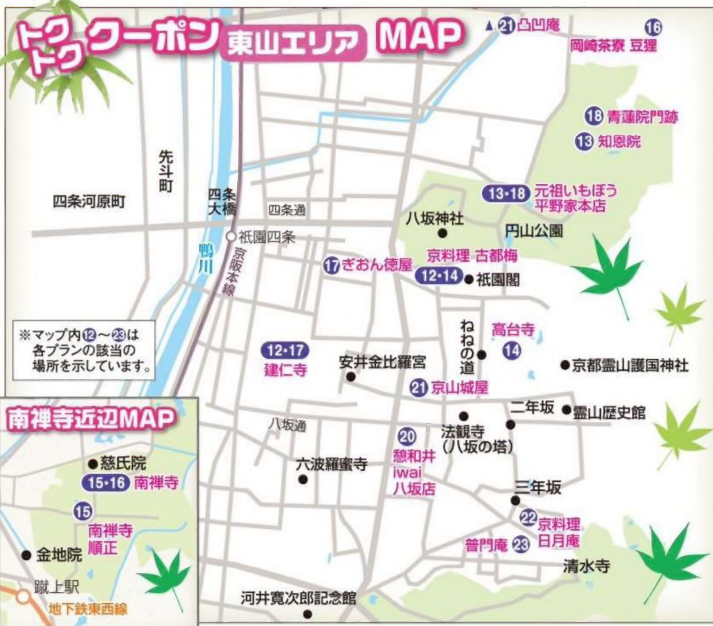 トク
トク クーポン 東山エリア MAP
▲ 21 凸凹庵
16
岡崎茶寮 豆狸
18 青蓮院門跡
13 知恩院
先斗町
四条河原町
四条
大橋
四条通
13・18 元祖いもぼう
平野家本店
八坂神社
円山公園
祇園四条
鴨川
京阪本線
17 ぎおん徳屋
京料理 古都梅
12・14
祇園閣
※マップ内12〜23は
各プランの該当の
場所を示しています。
12・17
建仁寺
安井金比羅宮
ねねの道
高台寺
14
京都霊山護国神社
21 京山城屋
二年坂
霊山歴史館
法観寺
(八坂の塔)
八坂通
20
憩和井
iwai
八坂店
六波羅蜜寺
三年坂
22 京料理
日月庵
普門庵 23
清水寺
河井寛次郎記念館
南禅寺近辺MAP
慈氏院
15・16 南禅寺
15
南禅寺
順正
金地院
蹴上駅
地下鉄東西線